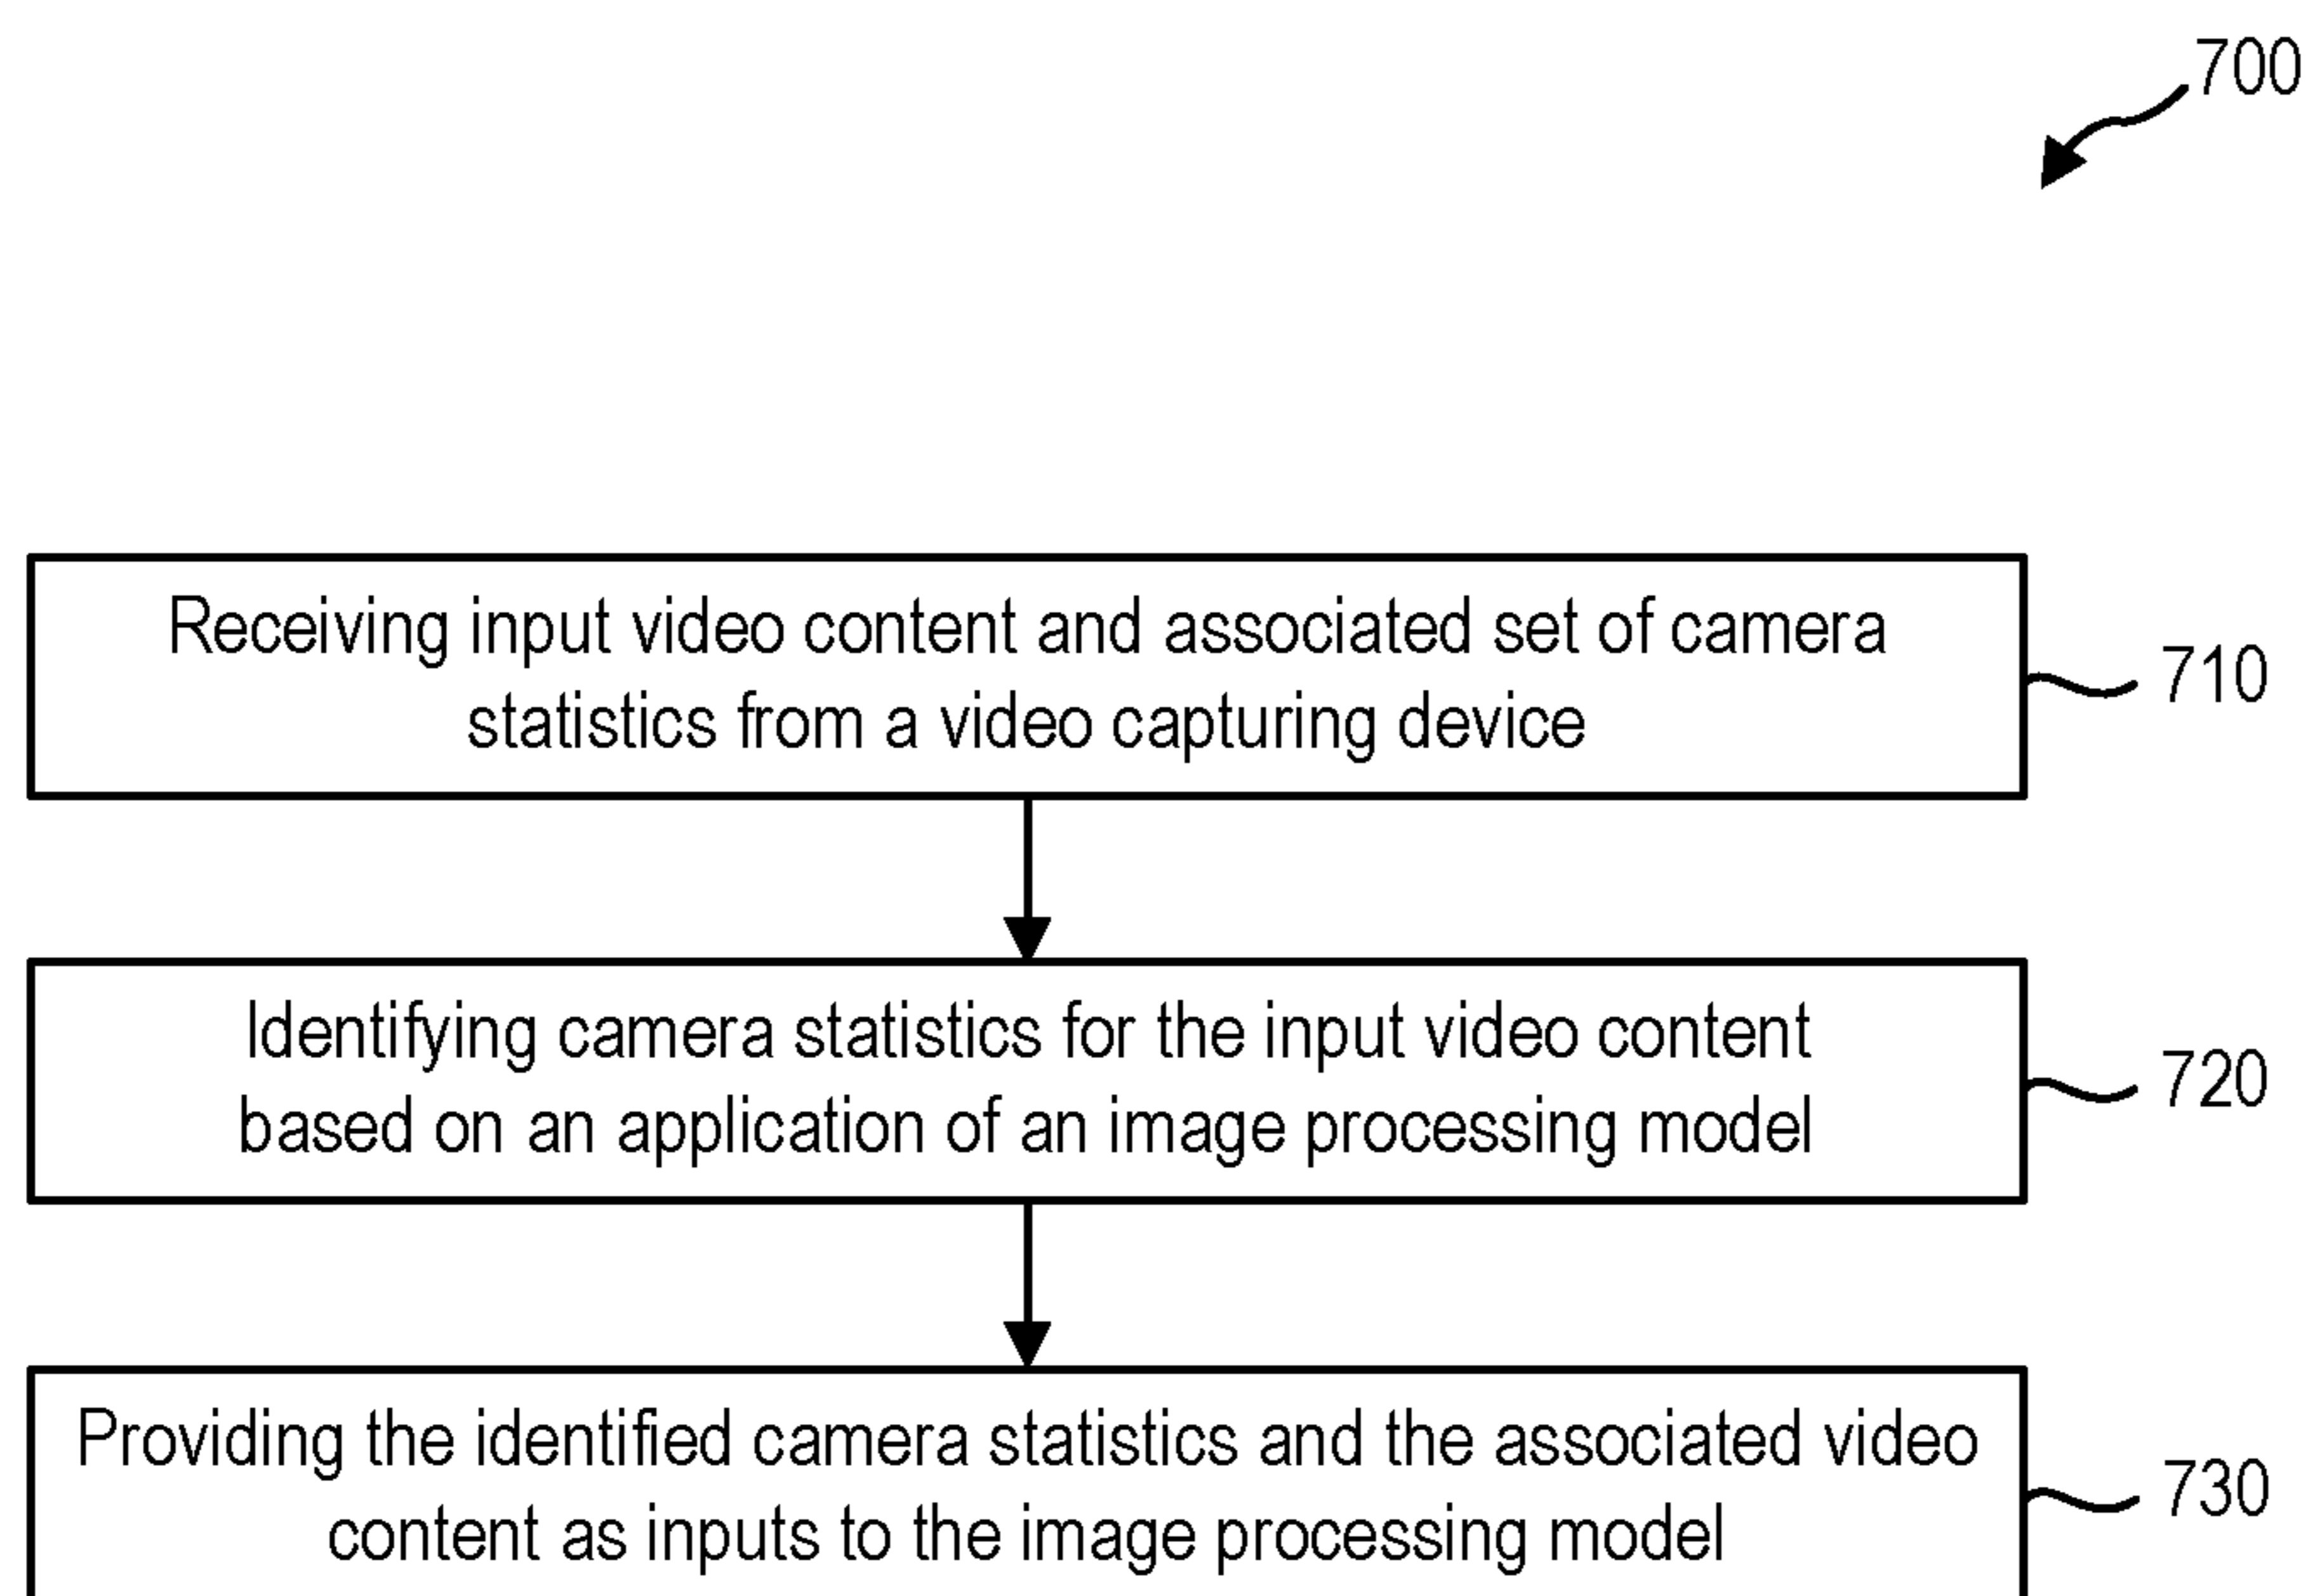 700
Receiving input video content and associated set of camera
statistics from a video capturing device
710
Identifying camera statistics for the input video content
based on an application of an image processing model
720
Providing the identified camera statistics and the associated video
content as inputs to the image processing model
730